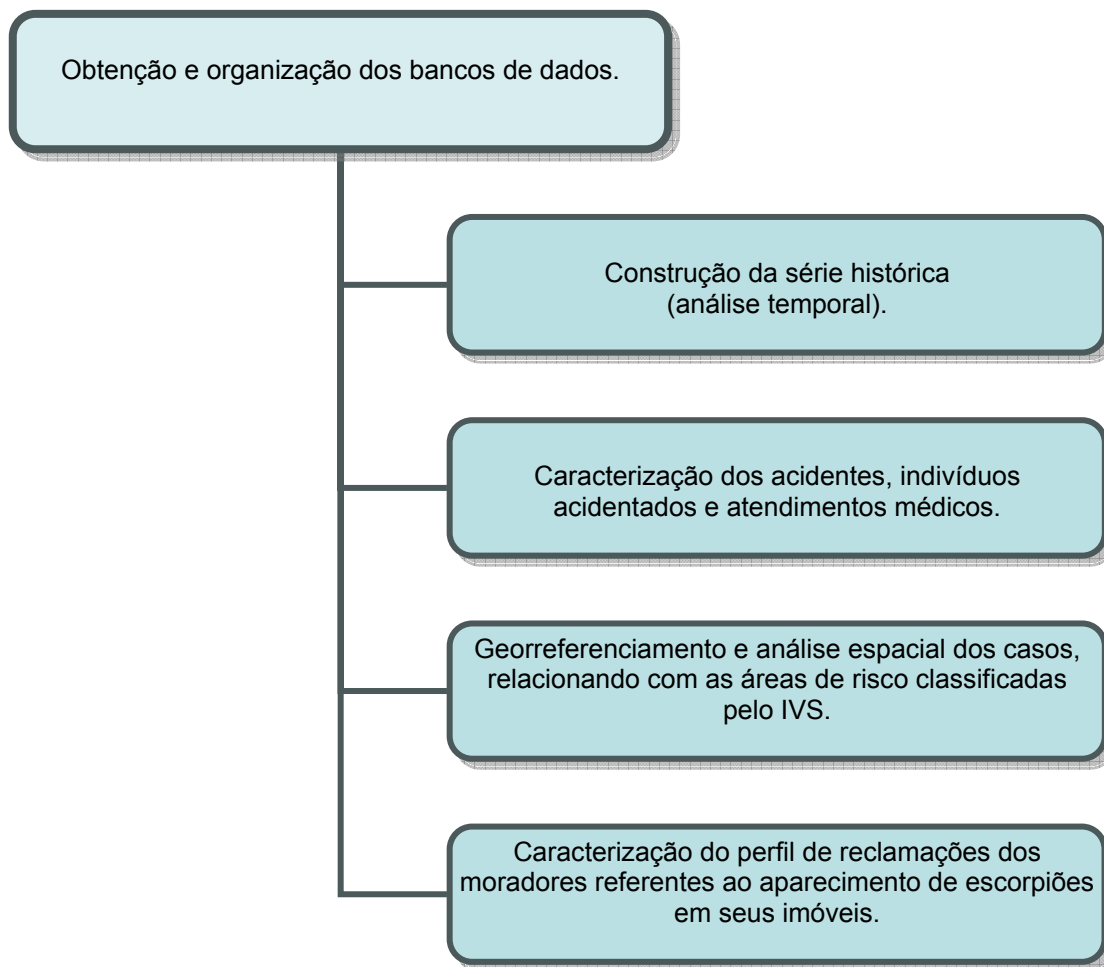 Obtenção e organização dos bancos de dados.
Construção da série histórica
(análise temporal).
Caracterização dos acidentes, indivíduos
acidentados e atendimentos médicos.
Georreferenciamento e análise espacial dos casos,
relacionando com as áreas de risco classificadas
pelo IVS.
Caracterização do perfil de reclamações dos
moradores referentes ao aparecimento de escorpiões
em seus imóveis.